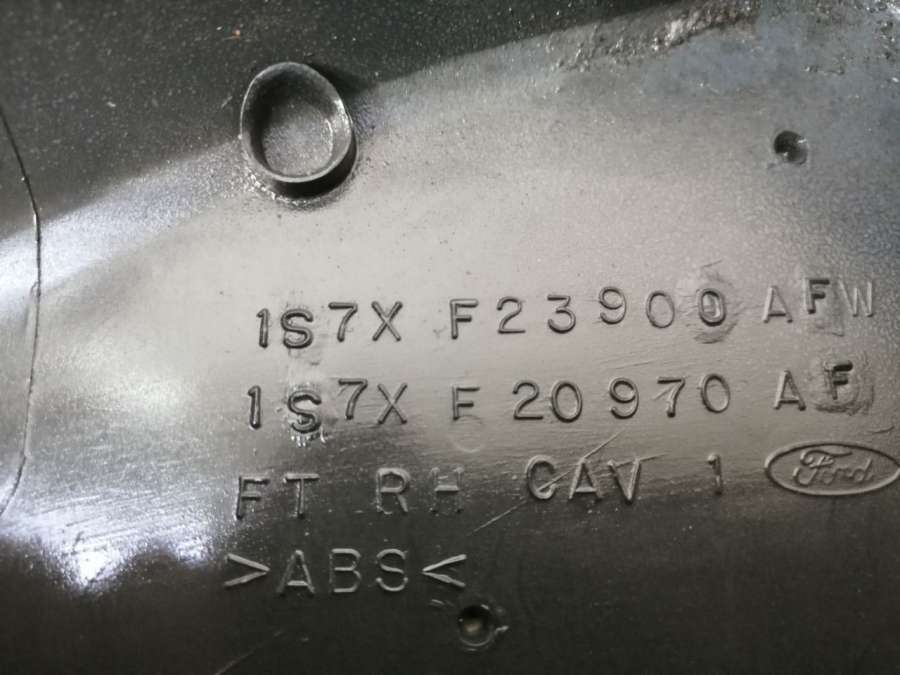 1S7X F23900 AFW
1S7X F20970 AF
FT RH CAV 1 Ford
>ABS<